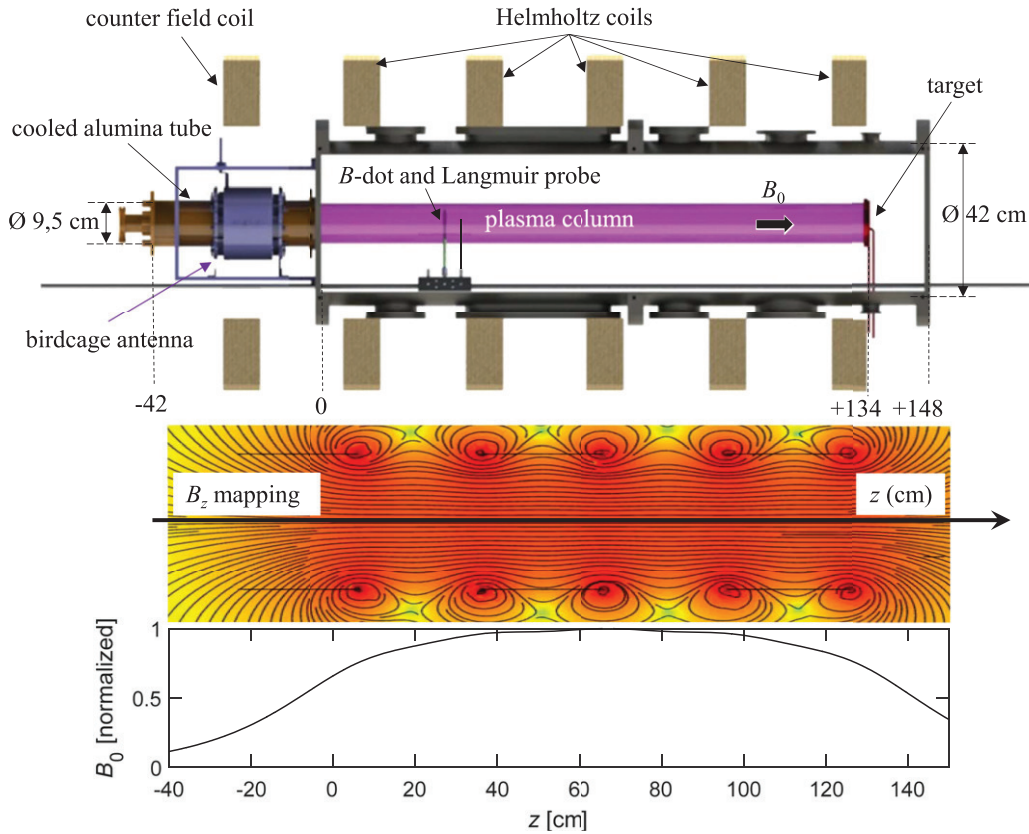 counter field coil
Helmholtz coils
target
cooled alumina tube
B-dot and Langmuir probe
B0
plasma column
Ø 9,5 cm
Ø 42 cm
birdcage antenna
-42
0
+134
+148
Bz mapping
z (cm)
B0 [normalized]
1
0.5
0
-40
-20
0
20
40
60
80
100
120
140
z [cm]